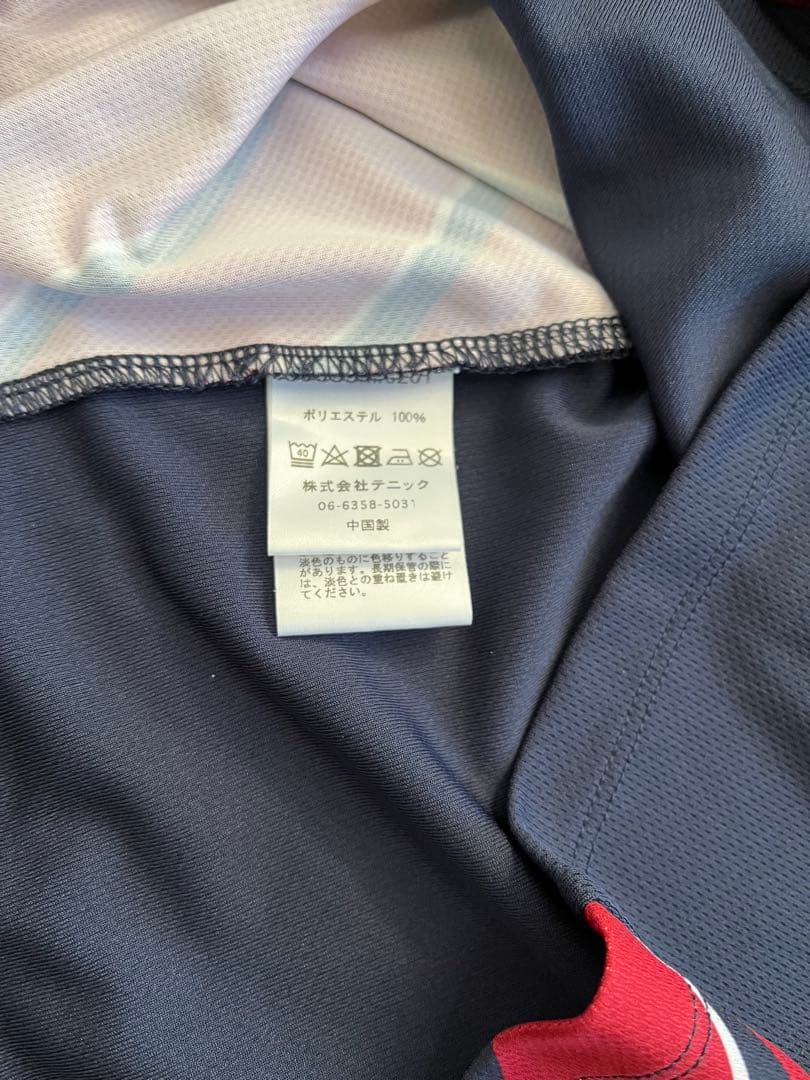 ポリエステル 100%
40
株式会社テニック
06-6358-5031
中国製
淡色のものに色移りすること
があります。長期保管の際に
は、淡色との重ね置きは避け
てください。